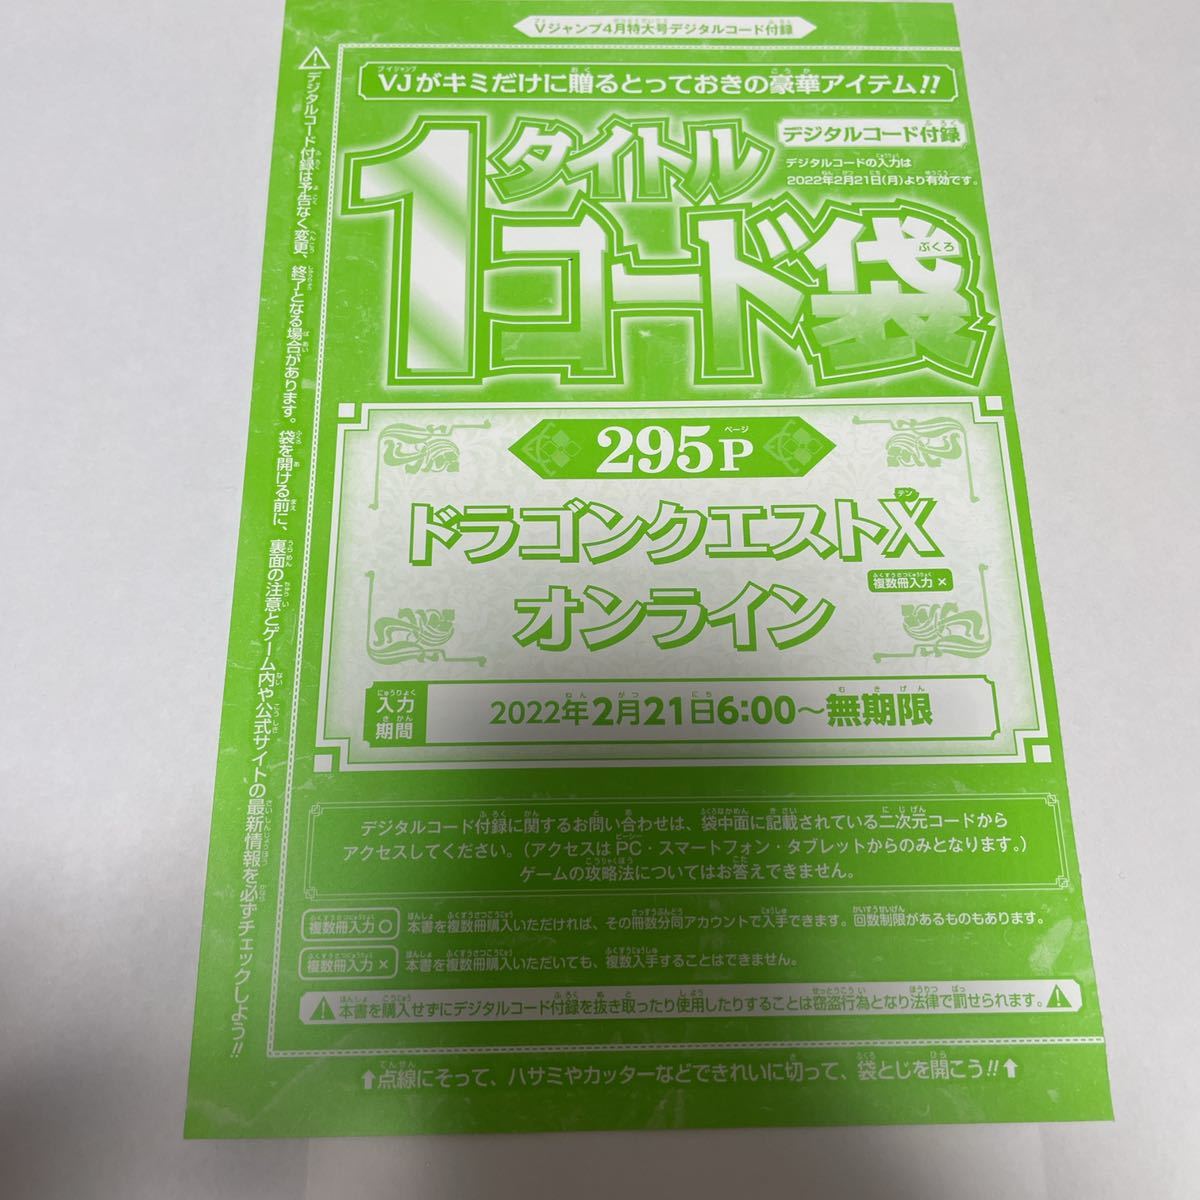 Vジャンプ4月特大号デジタルコード付録
VJがキミだけに贈るとっておきの豪華アイテム!!
1タイトル
コード袋
デジタルコード付録
デジタルコードの入力は
2022年2月21日(月)より有効です。
295P
ドラゴンクエストX
オンライン
複数冊入力×
入力
期間
2022年2月21日6:00〜無期限
デジタルコード付録に関するお問い合わせは、袋中面に記載されている二次元コードから
アクセスしてください。(アクセスはPC・スマートフォン・タブレットからのみとなります。)
ゲームの攻略法についてはお答えできません。
複数冊入力○ 本書を複数冊購入いただければ、その冊数分同アカウントで入手できます。回数制限があるものもあります。
複数冊入力× 本書を複数冊購入いただいても、複数入手することはできません。
⚠本書を購入せずにデジタルコード付録を抜き取ったり使用したりすることは窃盗行為となり法律で罰せられます。⚠
⬆点線にそって、ハサミやカッターなどできれいに切って、袋とじを開こう!!⬆
⚠デジタルコード付録は予告なく変更、終了となる場合があります。袋を開ける前に、裏面の注意とゲーム内や公式サイトの最新情報を必ずチェックしよう!!